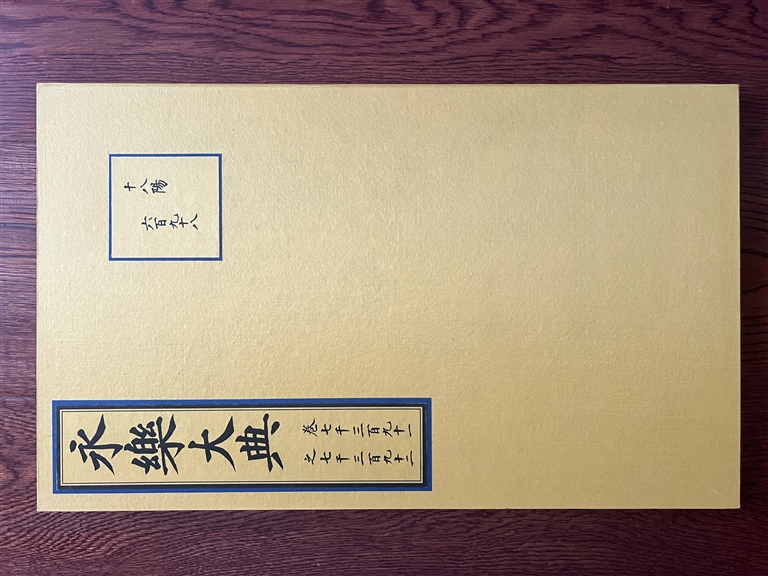 永樂大典
卷七千三百九十一
之七千三百九十二
十八陽
六百九十八